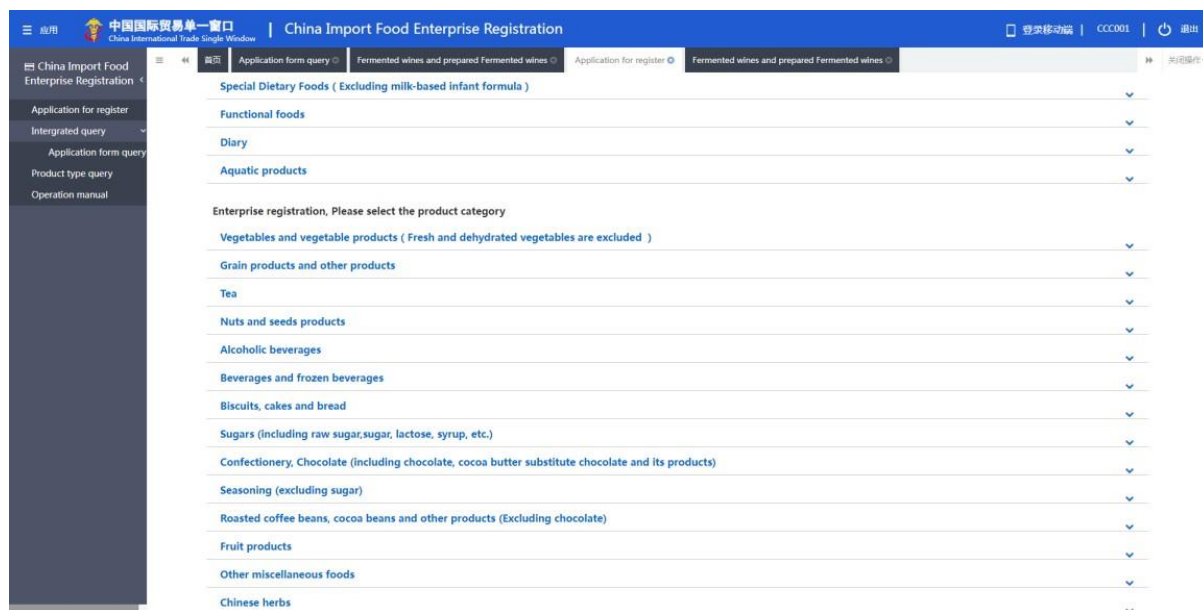 应用
中国国际贸易单一窗口
China International Trade Single Window
China Import Food Enterprise Registration
登录移动端
CCC001
退出
China Import Food
Enterprise Registration
Application for register
Intergrated query
Application form query
Product type query
Operation manual
首页
Application form query
Fermented wines and prepared Fermented wines
Application for register
Fermented wines and prepared Fermented wines
关闭操作
Special Dietary Foods ( Excluding milk-based infant formula )
Functional foods
Diary
Aquatic products
Enterprise registration, Please select the product category
Vegetables and vegetable products ( Fresh and dehydrated vegetables are excluded )
Grain products and other products
Tea
Nuts and seeds products
Alcoholic beverages
Beverages and frozen beverages
Biscuits, cakes and bread
Sugars (including raw sugar,sugar, lactose, syrup, etc.)
Confectionery, Chocolate (including chocolate, cocoa butter substitute chocolate and its products)
Seasoning (excluding sugar)
Roasted coffee beans, cocoa beans and other products (Excluding chocolate)
Fruit products
Other miscellaneous foods
Chinese herbs